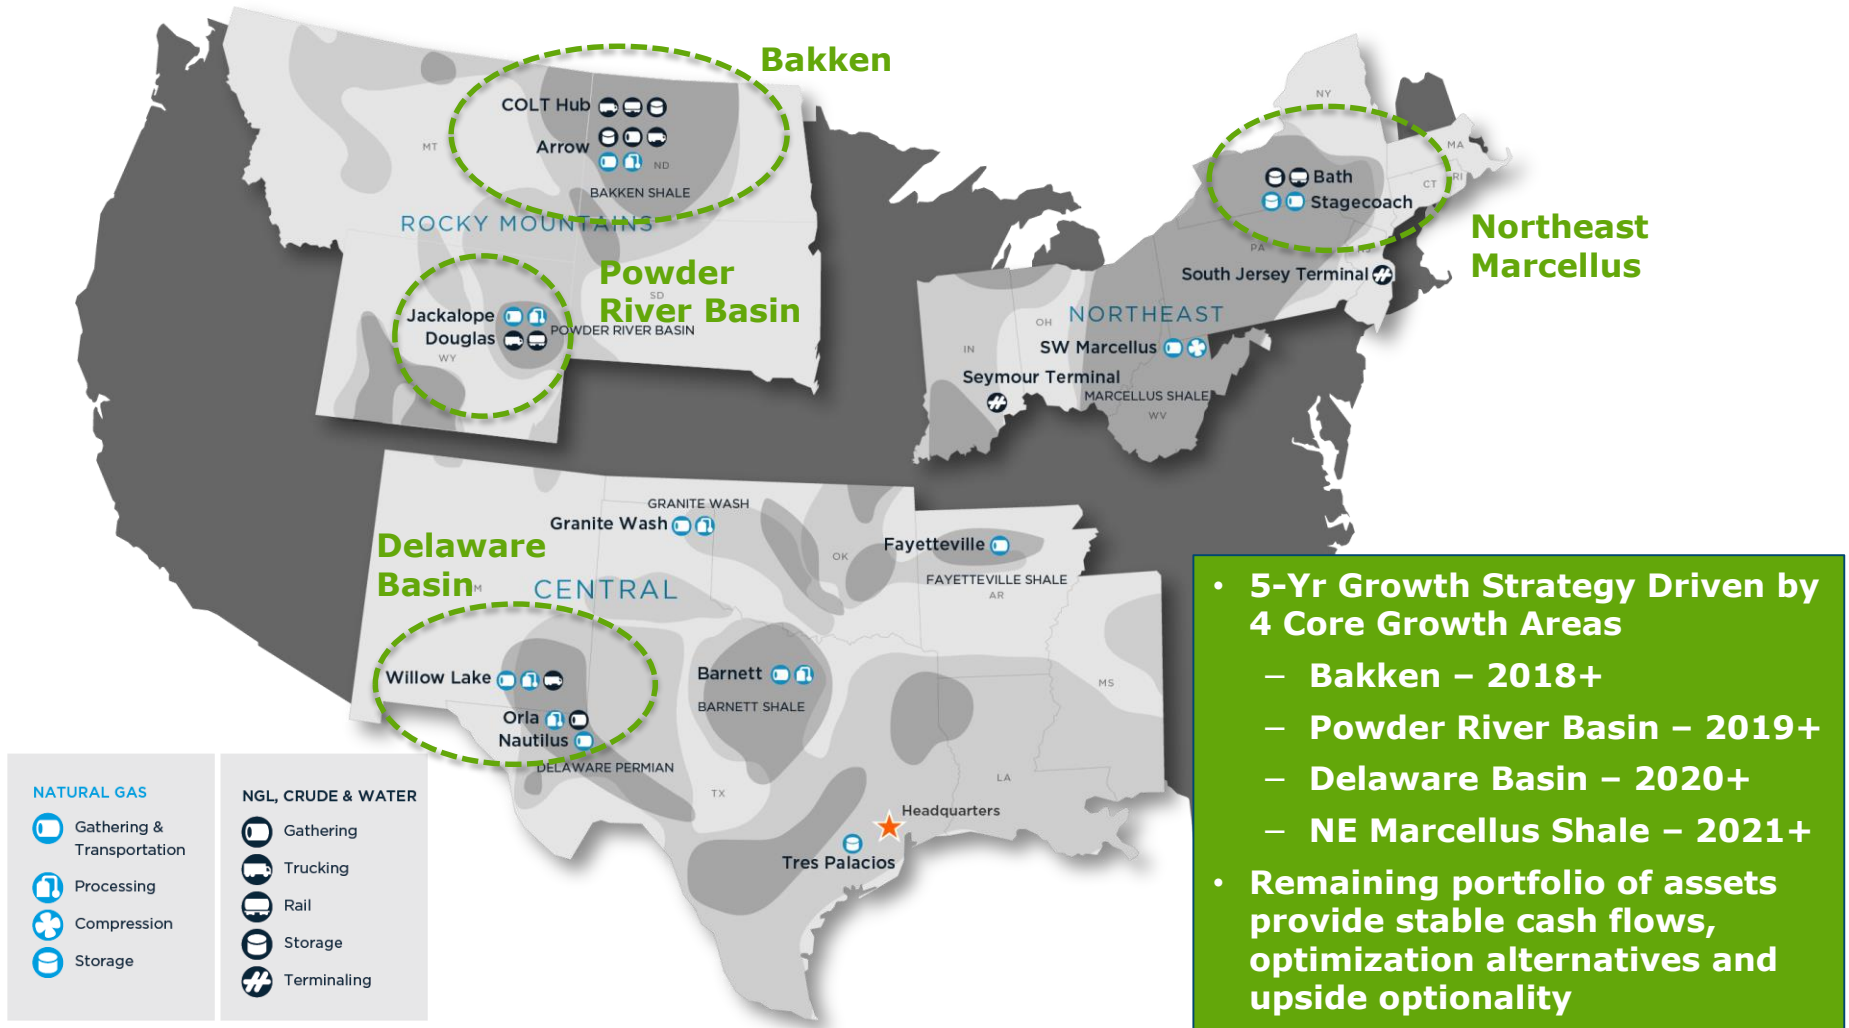 Bakken
COLT Hub
Arrow
MT
ND
BAKKEN SHALE
ROCKY MOUNTAINS
Powder
River Basin
SD
Jackalope
Douglas
POWDER RIVER BASIN
WY
NY
MA
Bath
CT
RI
Stagecoach
Northeast
Marcellus
PA
NJ
South Jersey Terminal
NORTHEAST
OH
IN
SW Marcellus
Seymour Terminal
MARCELLUS SHALE
WV
GRANITE WASH
Granite Wash
Delaware
Basin
M
CENTRAL
OK
Fayetteville
FAYETTEVILLE SHALE
AR
Willow Lake
Barnett
BARNETT SHALE
MS
Orla
Nautilus
DELAWARE PERMIAN
TX
LA
Headquarters
Tres Palacios
NATURAL GAS
Gathering &
Transportation
Processing
Compression
Storage
NGL, CRUDE & WATER
Gathering
Trucking
Rail
Storage
Terminaling
• 5-Yr Growth Strategy Driven by
4 Core Growth Areas
– Bakken – 2018+
– Powder River Basin – 2019+
– Delaware Basin – 2020+
– NE Marcellus Shale – 2021+
• Remaining portfolio of assets
provide stable cash flows,
optimization alternatives and
upside optionality